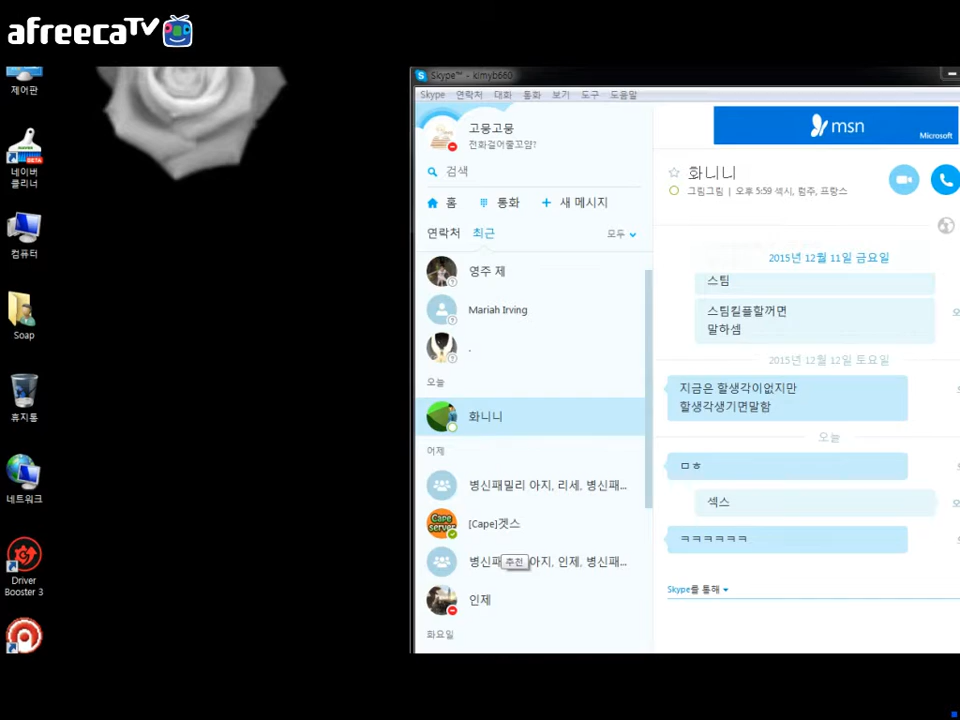 afreecaTV
제어판
네이버
클리너
BETA
컴퓨터
Soap
휴지통
네트워크
Driver
Booster 3
Skype™ - kimyb660
Skype 연락처 대화 통화 보기 도구 도움말
고몽고몽
전화걸어줄꼬얌?
검색
홈 통화 + 새 메시지
연락처 최근 모두
영주 제
Mariah Irving
.
오늘
화니니
어제
병신패밀리 아지, 리세, 병신패...
Cape server
[Cape]겟스
병신패 추천 아지, 인제, 병신패...
인제
화요일
msn
Microsoft
화니니
그림그림 | 오후 5:59 섹시, 험주, 프랑스
2015년 12월 11일 금요일
스팀
스팀킬플할꺼면
말하셈
2015년 12월 12일 토요일
지금은 할생각이없지만
할생각생기면말함
오늘
ㅁㅎ
섹스
ㅋㅋㅋㅋㅋㅋ
Skype를 통해